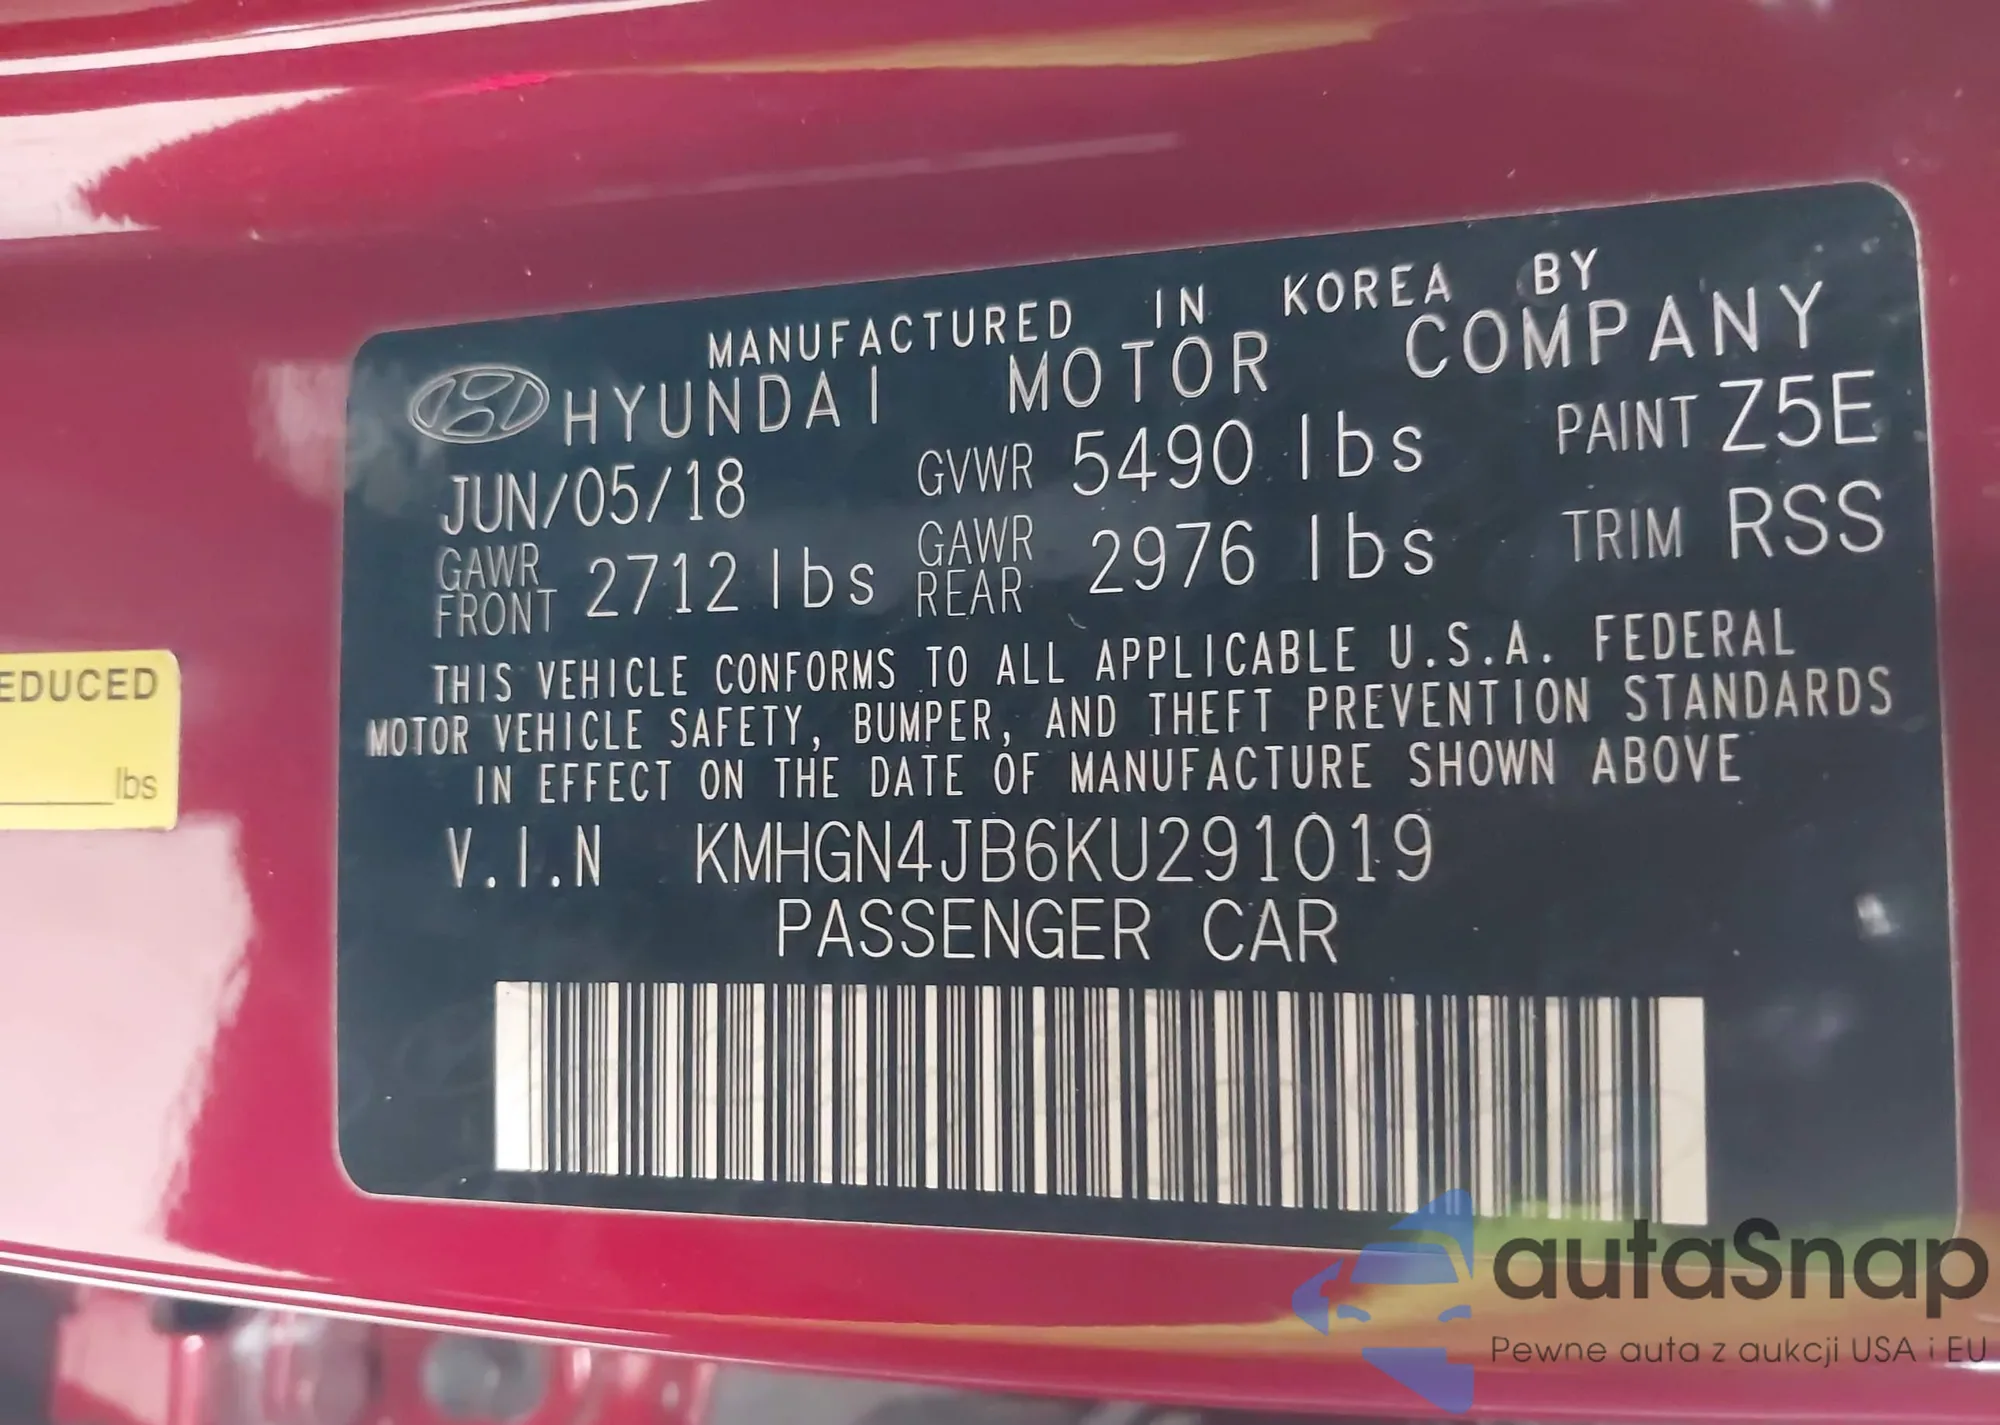 MANUFACTURED IN KOREA BY
HYUNDAI MOTOR COMPANY
JUN/05/18 GVWR 5490 lbs PAINT Z5E
GAWR FRONT 2712 lbs GAWR REAR 2976 lbs TRIM RSS
THIS VEHICLE CONFORMS TO ALL APPLICABLE U.S.A. FEDERAL
MOTOR VEHICLE SAFETY, BUMPER, AND THEFT PREVENTION STANDARDS
IN EFFECT ON THE DATE OF MANUFACTURE SHOWN ABOVE
V.I.N KMHGN4JB6KU291019
PASSENGER CAR
EDUCED
lbs
autaSnap
Pewne auta z aukcji USA i EU